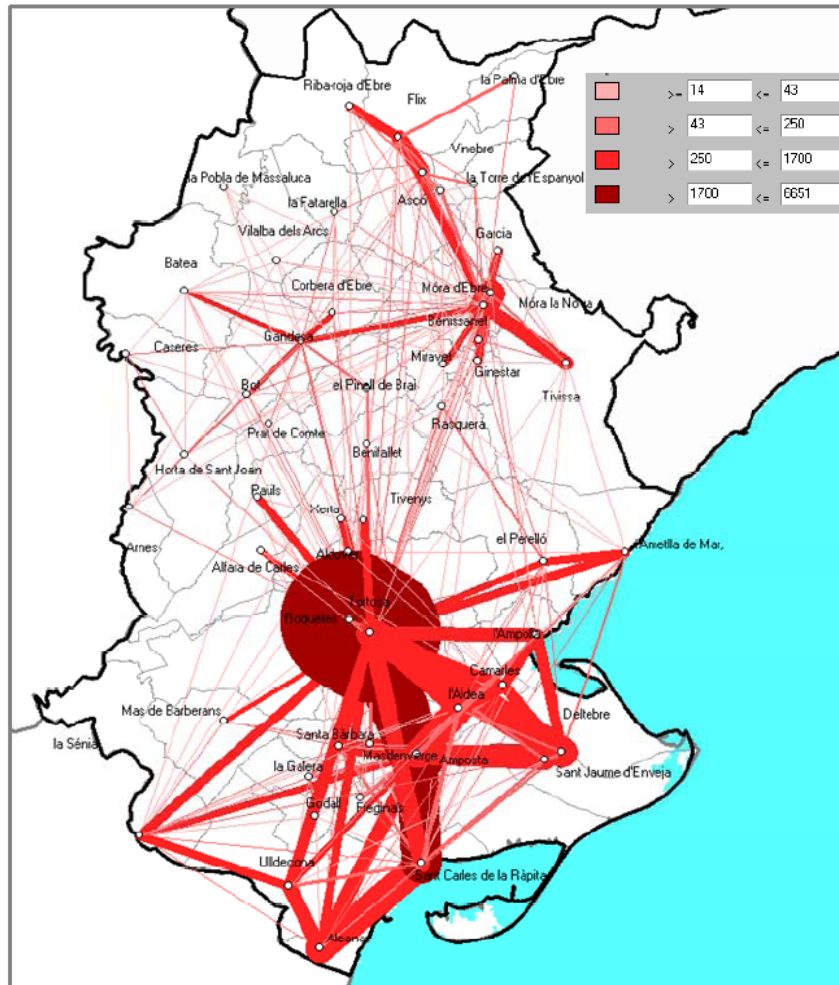 la Palma d'Ebre
Riba-roja d'Ebre
Flix
>= 14 <= 43
> 43 <= 250
> 250 <= 1700
> 1700 <= 6651
Vinebre
la Pobla de Massaluca
la Torre de l'Espanyol
la Fatarella
Ascó
Vilalba dels Arcs
Garcia
Batea
Corbera d'Ebre
Móra d'Ebre
Móra la Nova
Benissanet
Gandesa
Caseres
Miravet
Ginestar
Bot
el Pinell de Brai
Tivissa
Rasquera
Prat de Comte
Benifallet
Horta de Sant Joan
Paüls
Xerta
Tivenys
Arnes
el Perelló
l'Ametlla de Mar,
Aldover
Alfara de Carles
Tortosa
Roquetes
l'Ampolla
Camarles
l'Aldea
Mas de Barberans
Deltebre
la Sénia
Santa Bàrbara
Masdenverge
Amposta
la Galera
Sant Jaume d'Enveja
Godall
Freginals
Ulldecona
Sant Carles de la Ràpita
Alcanar